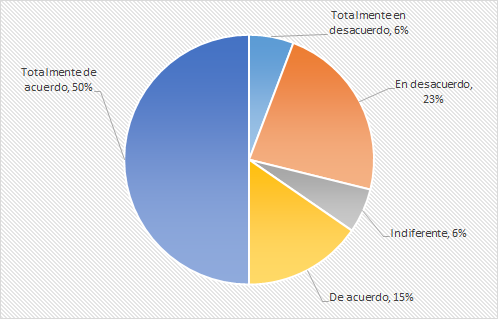 Totalmente en
desacuerdo, 6%
Totalmente de
acuerdo, 50%
En desacuerdo,
23%
Indiferente, 6%
De acuerdo, 15%